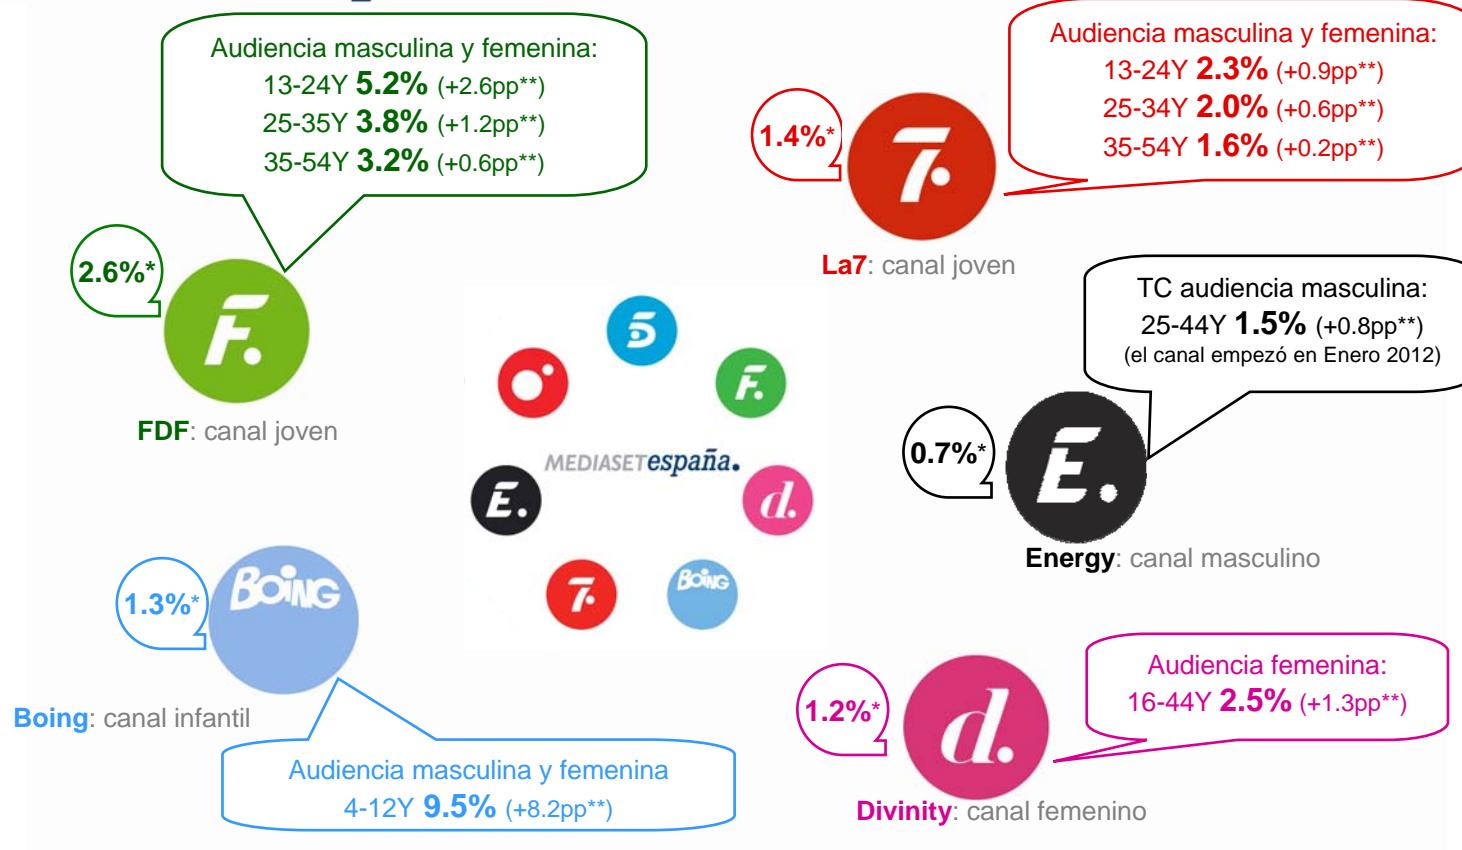 Audiencia masculina y femenina:
13-24Y 5.2% (+2.6pp**)
25-35Y 3.8% (+1.2pp**)
35-54Y 3.2% (+0.6pp**)
2.6%*
F.
FDF: canal joven
Audiencia masculina y femenina:
13-24Y 2.3% (+0.9pp**)
25-34Y 2.0% (+0.6pp**)
35-54Y 1.6% (+0.2pp**)
1.4%*
7.
La7: canal joven
TC audiencia masculina:
25-44Y 1.5% (+0.8pp**)
(el canal empezó en Enero 2012)
0.7%*
E.
Energy: canal masculino
5
F.
MEDIASETespaña.
E.
d.
7.
BOING
1.3%*
BOING
Boing: canal infantil
Audiencia masculina y femenina
4-12Y 9.5% (+8.2pp**)
Audiencia femenina:
16-44Y 2.5% (+1.3pp**)
1.2%*
d.
Divinity: canal femenino